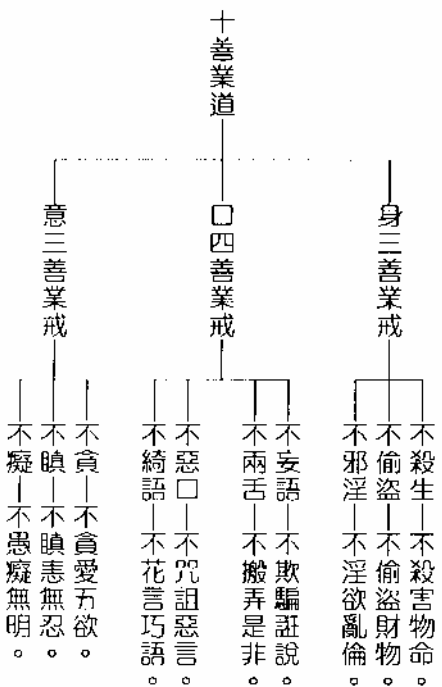 十善業道
身三善業戒
不殺生—不殺害物命。
不偷盜—不偷盜財物。
不邪淫—不淫欲亂倫。
口四善業戒
不妄語—不欺騙誑說。
不兩舌—不搬弄是非。
不惡口—不咒詛惡言。
不綺語—不花言巧語。
意三善業戒
不貪—不貪愛五欲。
不瞋—不瞋恚無忍。
不癡—不愚癡無明。